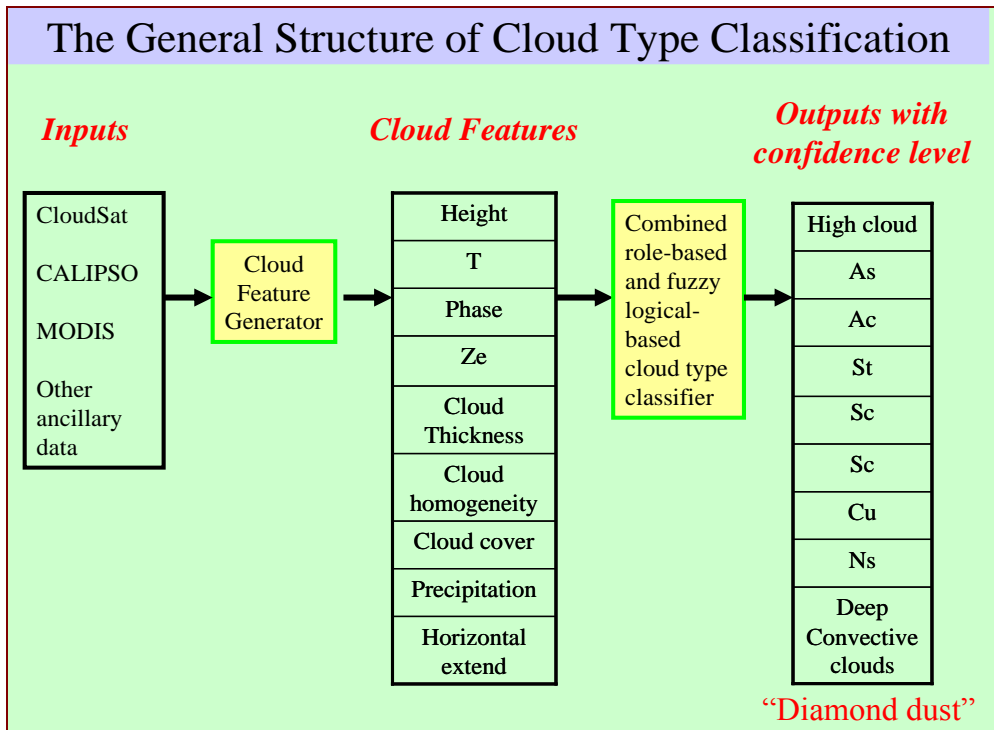 The General Structure of Cloud Type Classification
Inputs
CloudSat
CALIPSO
MODIS
Other
ancillary
data
Cloud
Feature
Generator
Cloud Features
Height
T
Phase
Ze
Cloud
Thickness
Cloud
homogeneity
Cloud cover
Precipitation
Horizontal
extend
Combined
role-based
and fuzzy
logical-
based
cloud type
classifier
Outputs with
confidence level
High cloud
As
Ac
St
Sc
Sc
Cu
Ns
Deep
Convective
clouds
“Diamond dust”